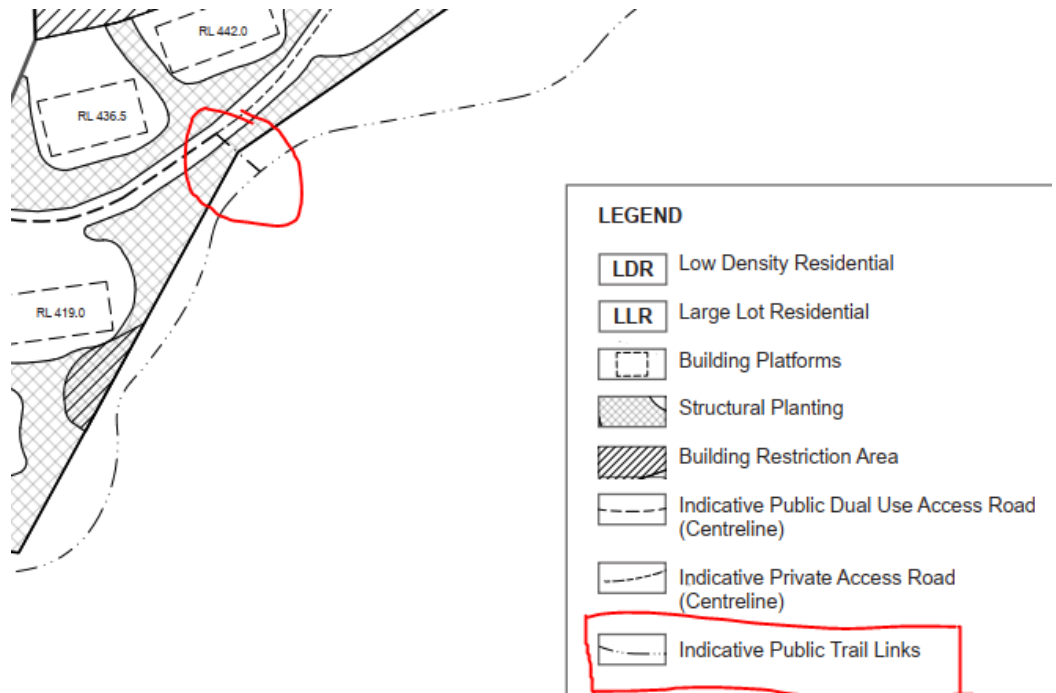 RL 442.0
RL 436.5
RL 419.0
LEGEND
LDR Low Density Residential
LLR Large Lot Residential
Building Platforms
Structural Planting
Building Restriction Area
Indicative Public Dual Use Access Road
(Centreline)
Indicative Private Access Road
(Centreline)
Indicative Public Trail Links